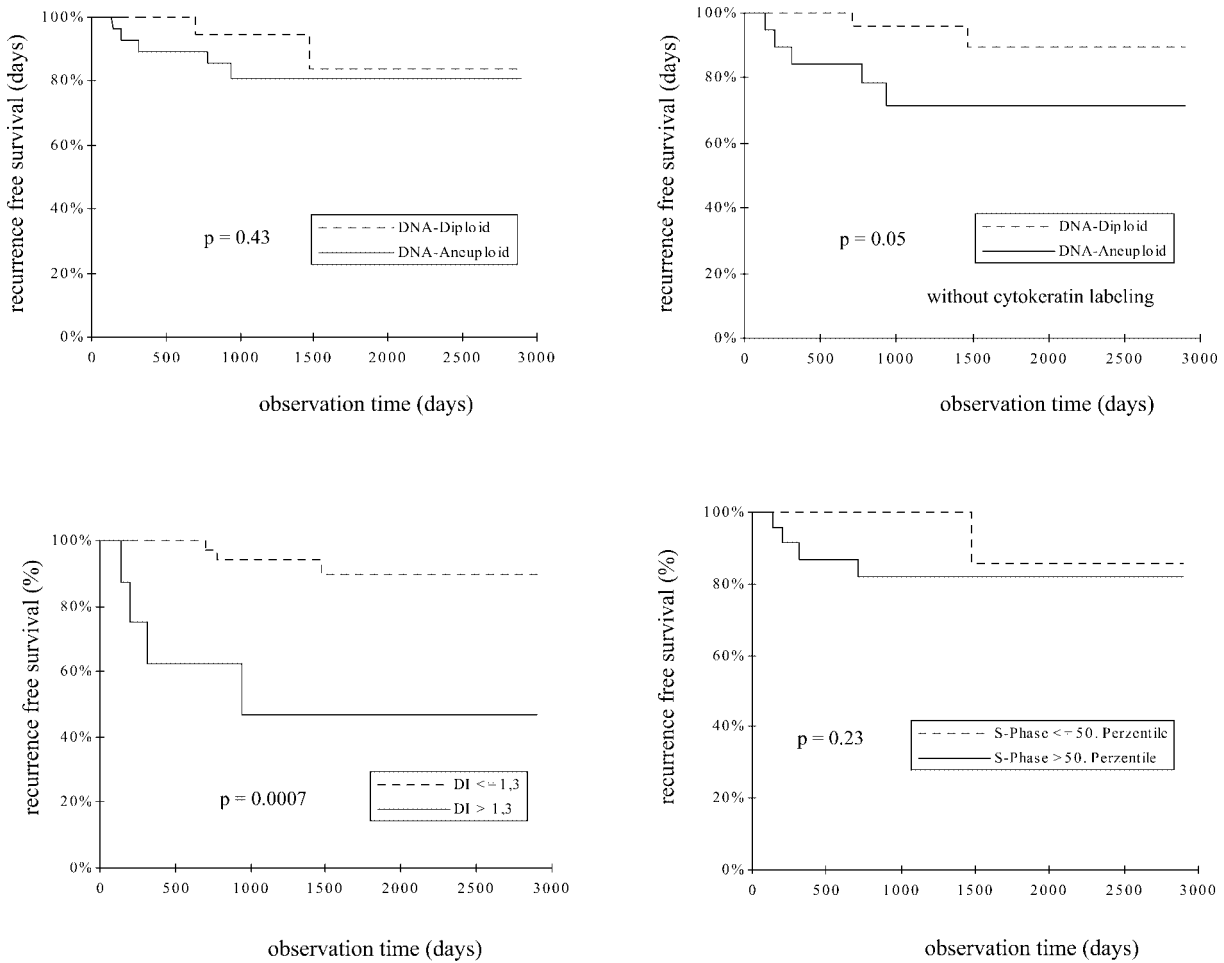 recurrence free survival (days)
100%
80%
60%
40%
20%
0%
p = 0.43
DNA-Diploid
DNA-Aneuploid
0 500 1000 1500 2000 2500 3000
observation time (days)
recurrence free survival (days)
100%
80%
60%
40%
20%
0%
p = 0.05
DNA-Diploid
DNA-Aneuploid
without cytokeratin labeling
0 500 1000 1500 2000 2500 3000
observation time (days)
recurrence free survival (%)
100%
80%
60%
40%
20%
0%
p = 0.0007
DI <=1,3
DI > 1,3
0 500 1000 1500 2000 2500 3000
observation time (days)
recurrence free survival (%)
100%
80%
60%
40%
20%
0%
p = 0.23
S-Phase <=50. Perzentile
S-Phase >50. Perzentile
0 500 1000 1500 2000 2500 3000
observation time (days)